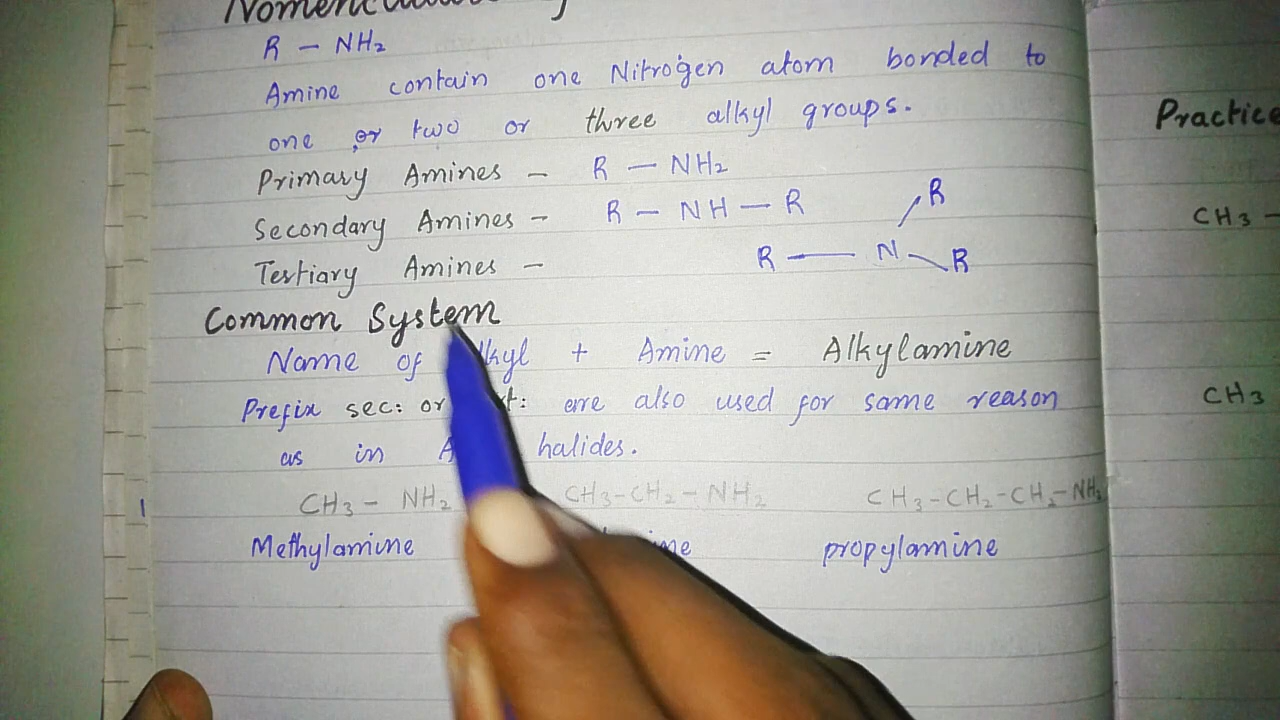 R - NH₂
Amine contain one Nitrogen atom bonded to
one or two or three alkyl groups.
Primary Amines - R - NH₂
Secondary Amines - R - NH - R
R
Tertiary Amines - R - N - R
Common System
Name of lkyl + Amine = Alkylamine
Prefix sec: or t: are also used for same reason
as in A halides.
CH₃ - NH₂ CH₃-CH₂-NH₂ CH₃-CH₂-CH₂-NH₂
Methylamine propylamine
Practice
CH₃ -
CH₃